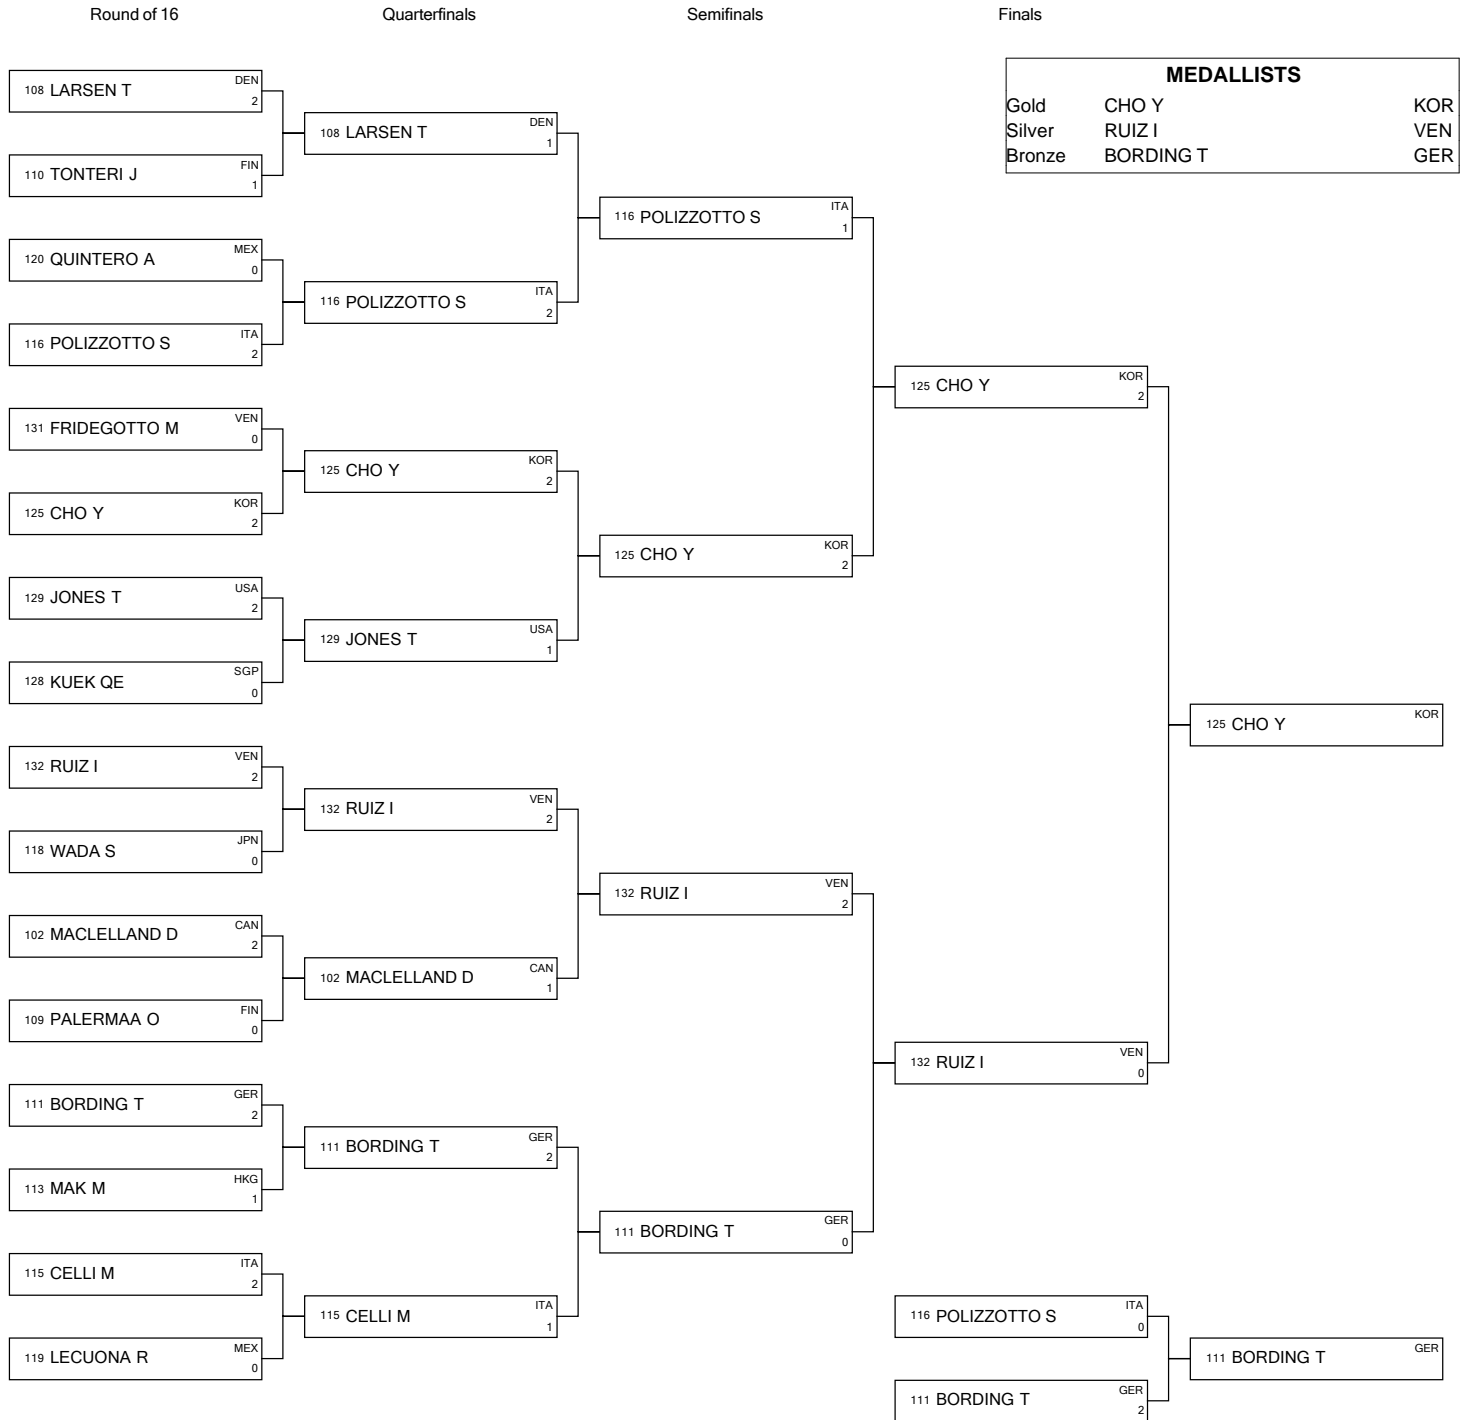 Round of 16 Quarterfinals Semifinals Finals
MEDALLISTS
Gold CHO Y KOR
Silver RUIZ I VEN
Bronze BORDING T GER
108 LARSEN T DEN 2
110 TONTERI J FIN 1
120 QUINTERO A MEX 0
116 POLIZZOTTO S ITA 2
131 FRIDEGOTTO M VEN 0
125 CHO Y KOR 2
129 JONES T USA 2
128 KUEK QE SGP 0
132 RUIZ I VEN 2
118 WADA S JPN 0
102 MACLELLAND D CAN 2
109 PALERMAA O FIN 0
111 BORDING T GER 2
113 MAK M HKG 1
115 CELLI M ITA 2
119 LECUONA R MEX 0
108 LARSEN T DEN 1
116 POLIZZOTTO S ITA 2
125 CHO Y KOR 2
129 JONES T USA 1
132 RUIZ I VEN 2
102 MACLELLAND D CAN 1
111 BORDING T GER 2
115 CELLI M ITA 1
116 POLIZZOTTO S ITA 1
125 CHO Y KOR 2
132 RUIZ I VEN 2
111 BORDING T GER 0
125 CHO Y KOR 2
132 RUIZ I VEN 0
125 CHO Y KOR
116 POLIZZOTTO S ITA 0
111 BORDING T GER 2
111 BORDING T GER